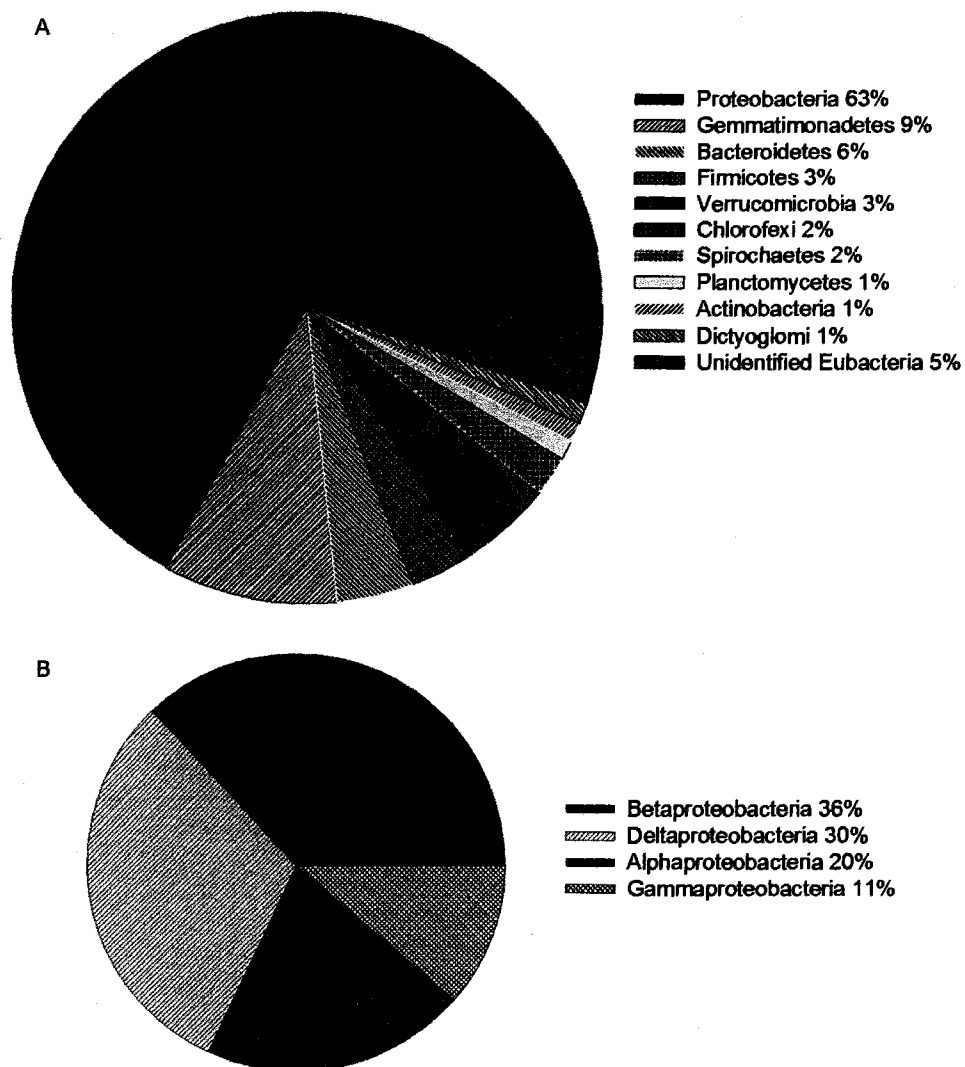 A
Proteobacteria 63%
Gemmatimonadetes 9%
Bacteroidetes 6%
Firmicotes 3%
Verrucomicrobia 3%
Chlorofexi 2%
Spirochaetes 2%
Planctomycetes 1%
Actinobacteria 1%
Dictyoglomi 1%
Unidentified Eubacteria 5%
B
Betaproteobacteria 36%
Deltaproteobacteria 30%
Alphaproteobacteria 20%
Gammaproteobacteria 11%